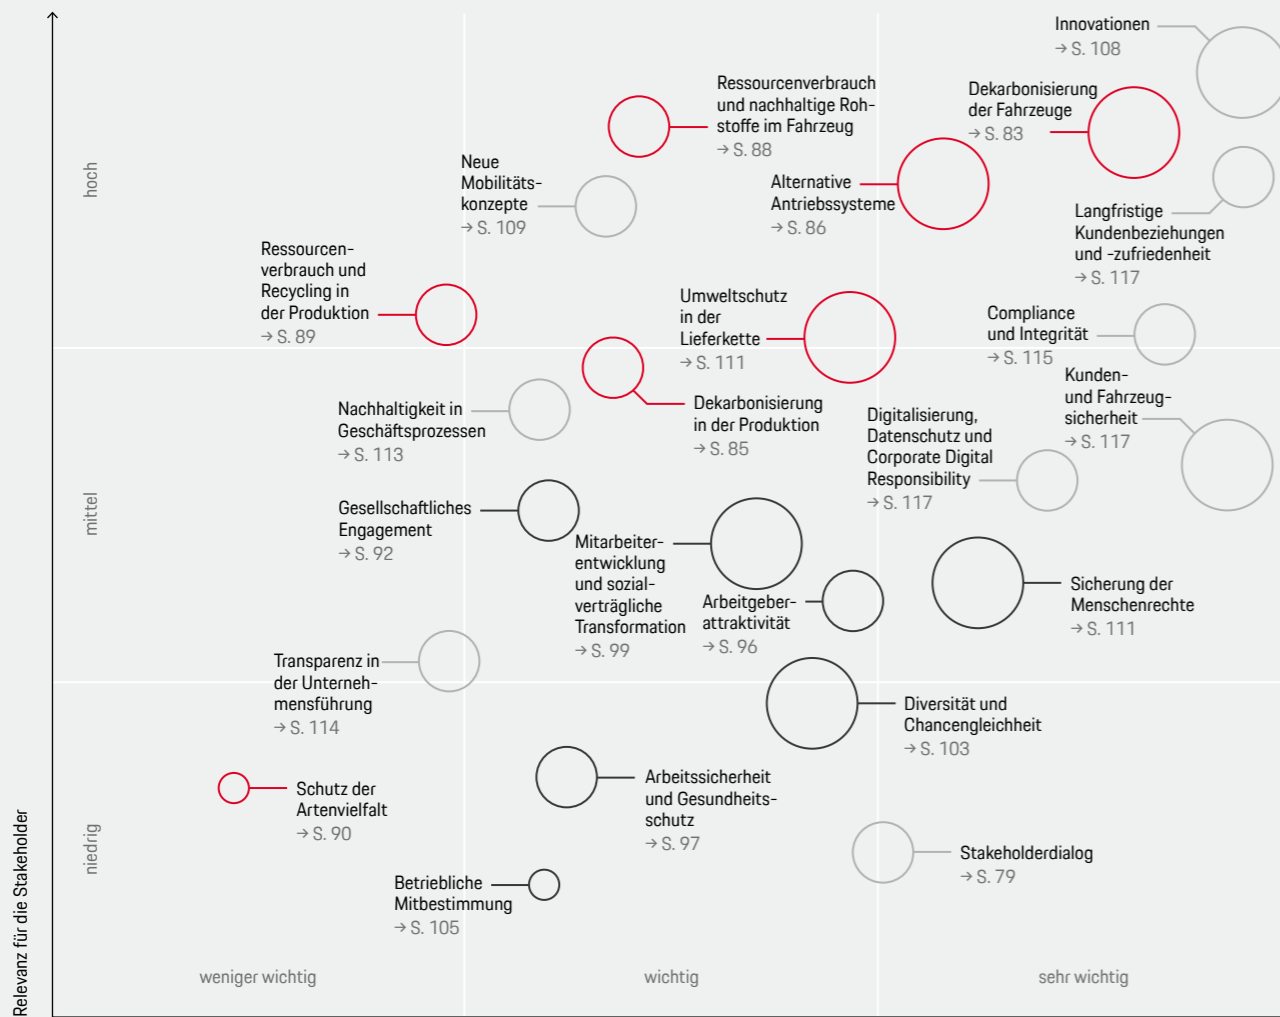 Innovationen
→ S. 108
Ressourcenverbrauch
und nachhaltige Roh-
stoffe im Fahrzeug
→ S. 88
Dekarbonisierung
der Fahrzeuge
→ S. 83
hoch
Neue
Mobilitäts-
konzepte
→ S. 109
Alternative
Antriebssysteme
→ S. 86
Langfristige
Kundenbeziehungen
und -zufriedenheit
→ S. 117
Ressourcen-
verbrauch und
Recycling in
der Produktion
→ S. 89
Umweltschutz
in der
Lieferkette
→ S. 111
Compliance
und Integrität
→ S. 115
Kunden-
und Fahrzeug-
sicherheit
→ S. 117
Nachhaltigkeit in
Geschäftsprozessen
→ S. 113
Dekarbonisierung
in der Produktion
→ S. 85
Digitalisierung,
Datenschutz und
Corporate Digital
Responsibility
→ S. 117
mittel
Gesellschaftliches
Engagement
→ S. 92
Mitarbeiter-
entwicklung
und sozial-
verträgliche
Transformation
→ S. 99
Arbeitgeber-
attraktivität
→ S. 96
Sicherung der
Menschenrechte
→ S. 111
Transparenz in
der Unterneh-
mensführung
→ S. 114
Diversität und
Chancengleichheit
→ S. 103
Schutz der
Artenvielfalt
→ S. 90
Arbeitssicherheit
und Gesundheits-
schutz
→ S. 97
niedrig
Stakeholderdialog
→ S. 79
Betriebliche
Mitbestimmung
→ S. 105
Relevanz für die Stakeholder
weniger wichtig
wichtig
sehr wichtig